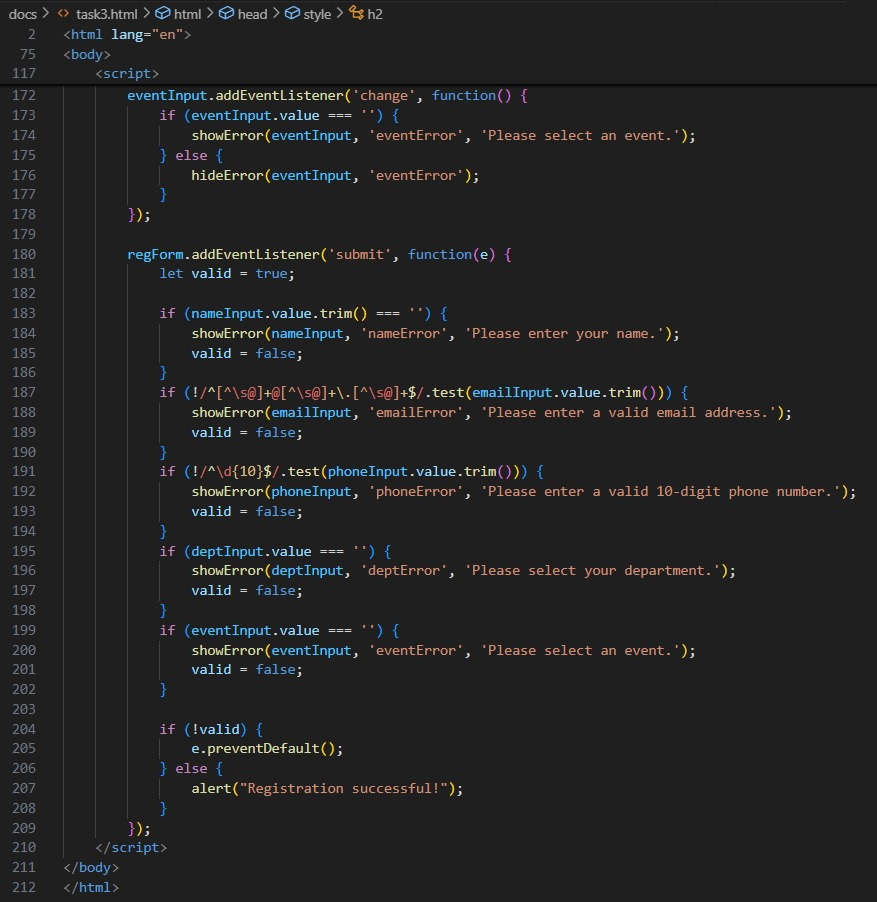 docs > <> task3.html > html > head > style > h2
2 <html lang="en">
75 <body>
117     <script>
172         eventInput.addEventListener('change', function() {
173             if (eventInput.value === '') {
174                 showError(eventInput, 'eventError', 'Please select an event.');
175             } else {
176                 hideError(eventInput, 'eventError');
177             }
178         });
179
180         regForm.addEventListener('submit', function(e) {
181             let valid = true;
182
183             if (nameInput.value.trim() === '') {
184                 showError(nameInput, 'nameError', 'Please enter your name.');
185                 valid = false;
186             }
187             if (!/^[^\s@]+@[^\s@]+\.[^\s@]+$/.test(emailInput.value.trim())) {
188                 showError(emailInput, 'emailError', 'Please enter a valid email address.');
189                 valid = false;
190             }
191             if (!/^\d{10}$/.test(phoneInput.value.trim())) {
192                 showError(phoneInput, 'phoneError', 'Please enter a valid 10-digit phone number.');
193                 valid = false;
194             }
195             if (deptInput.value === '') {
196                 showError(deptInput, 'deptError', 'Please select your department.');
197                 valid = false;
198             }
199             if (eventInput.value === '') {
200                 showError(eventInput, 'eventError', 'Please select an event.');
201                 valid = false;
202             }
203
204             if (!valid) {
205                 e.preventDefault();
206             } else {
207                 alert("Registration successful!");
208             }
209         });
210     </script>
211 </body>
212 </html>